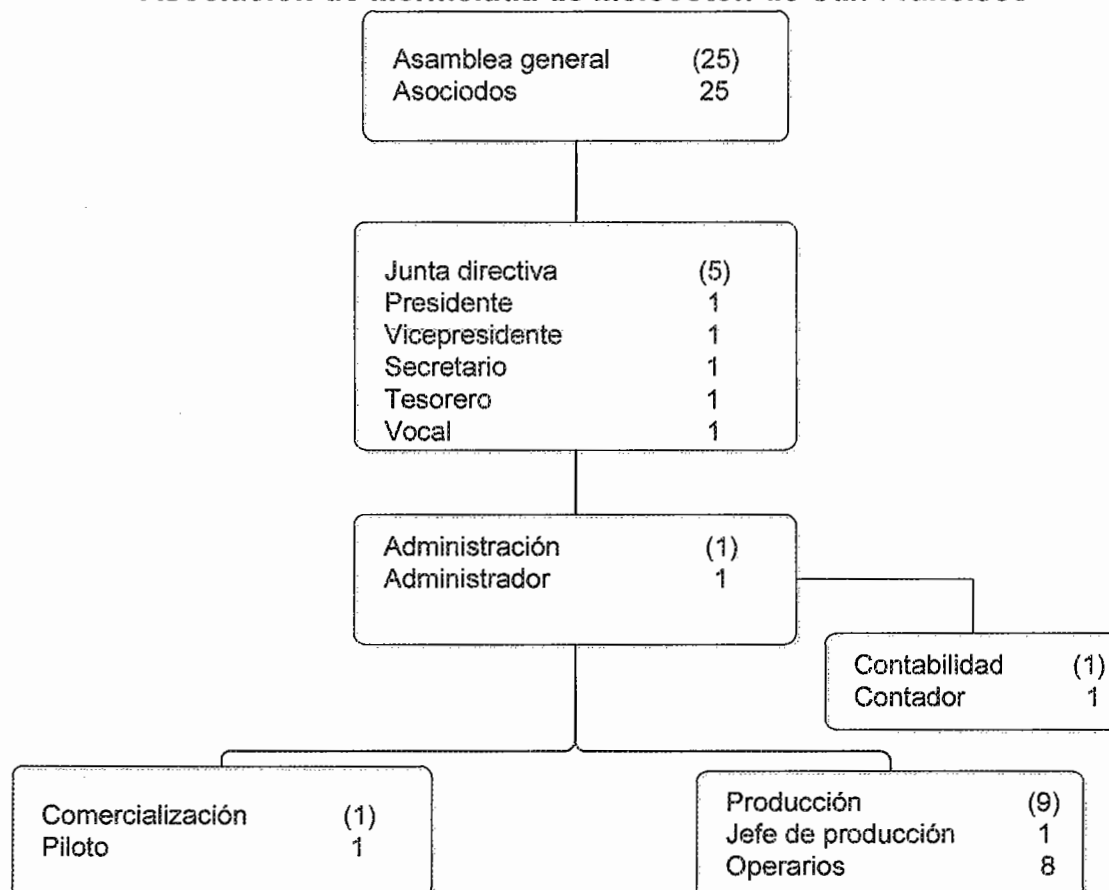 Asamblea general (25)
Asociodos 25
Junta directiva (5)
Presidente 1
Vicepresidente 1
Secretario 1
Tesorero 1
Vocal 1
Administración (1)
Administrador 1
Contabilidad (1)
Contador 1
Comercialización (1)
Piloto 1
Producción (9)
Jefe de producción 1
Operarios 8